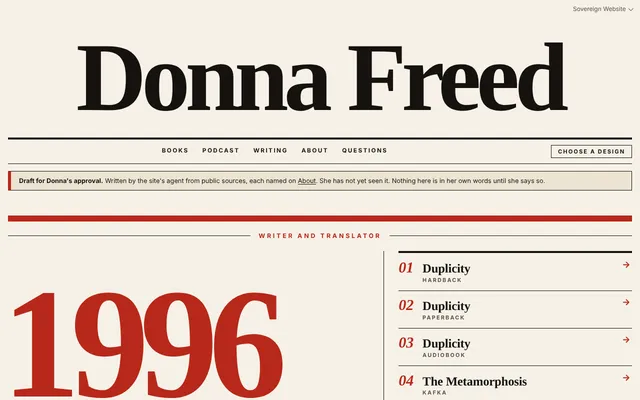 Sovereign Website
Donna Freed
BOOKS PODCAST WRITING ABOUT QUESTIONS
CHOOSE A DESIGN
Draft for Donna's approval. Written by the site's agent from public sources, each named on About. She has not yet seen it. Nothing here is in her own words until she says so.
WRITER AND TRANSLATOR
1996
01 Duplicity
HARDBACK
02 Duplicity
PAPERBACK
03 Duplicity
AUDIOBOOK
04 The Metamorphosis
KAFKA